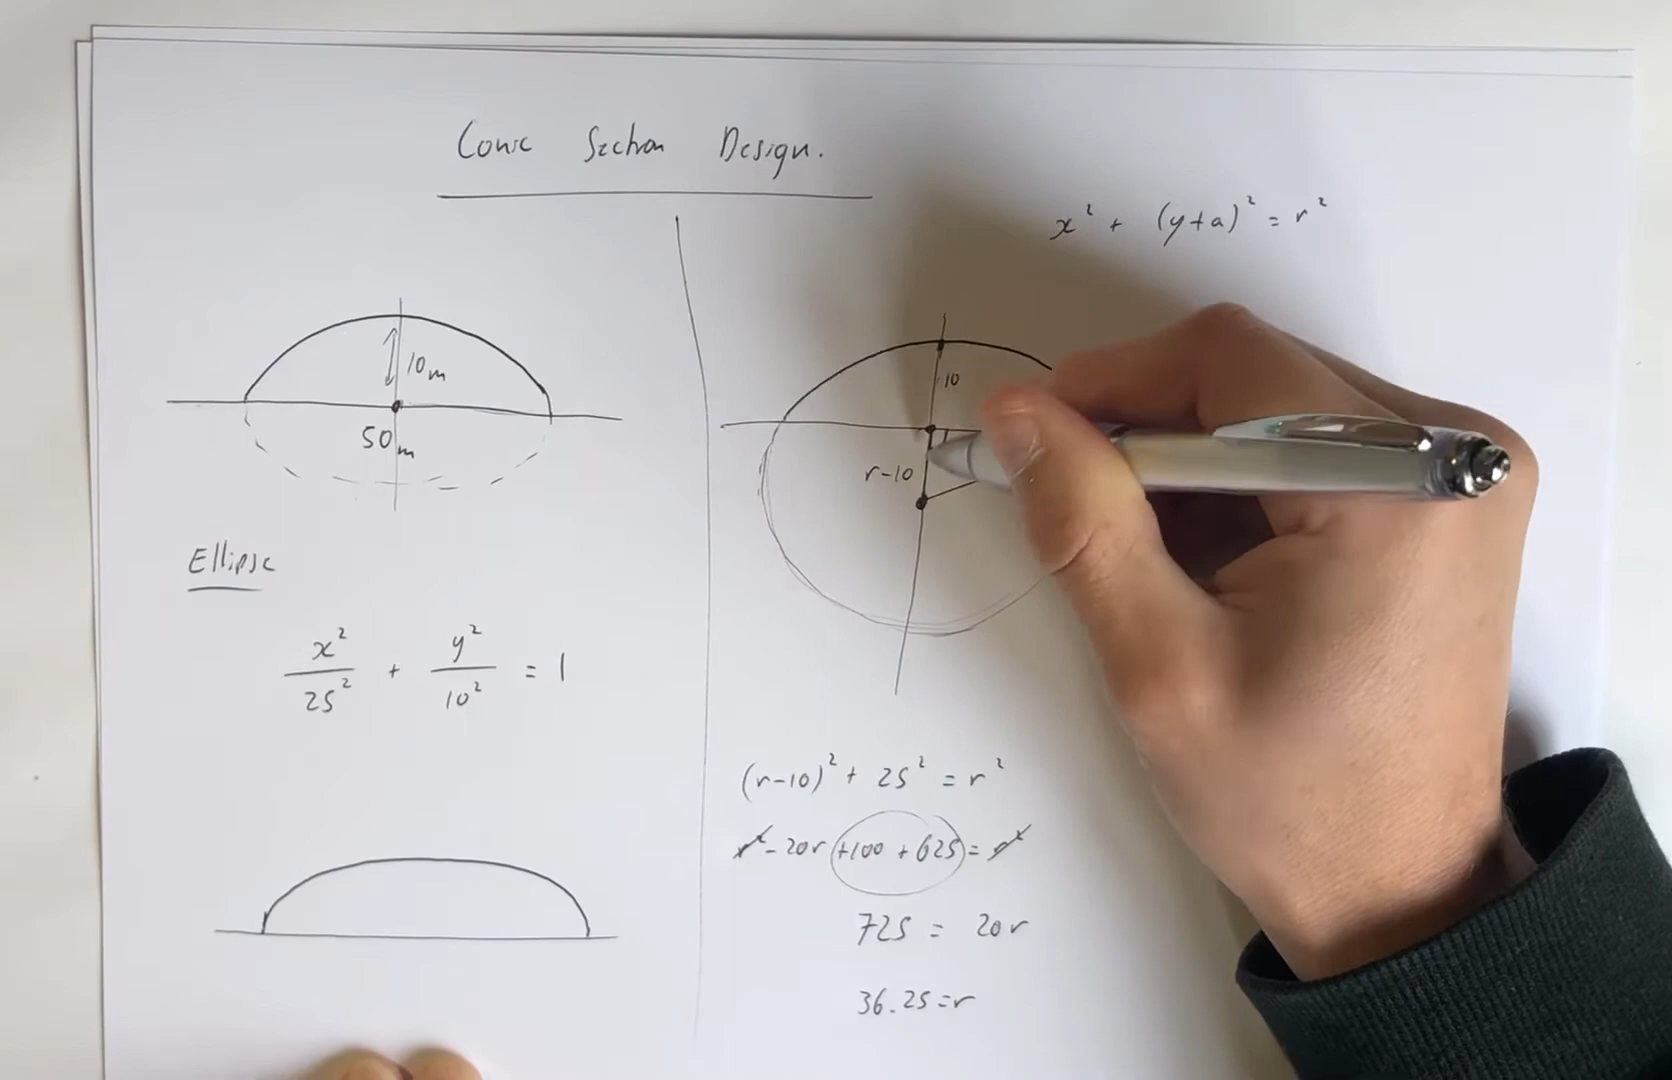 Conic Section Design.
10m
50m
Ellipse
x²/25² + y²/10² = 1
x² + (y+a)² = r²
10
r-10
(r-10)² + 25² = r²
r² - 20r +100 + 625 = r²
725 = 20r
36.25 = r